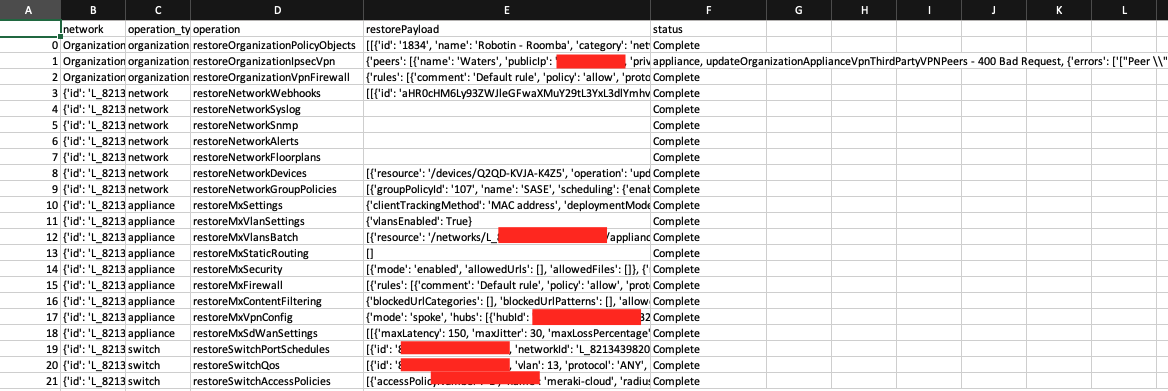 A B C D E F G H I J K L
network operation_ty operation restorePayload status
0 Organization organization restoreOrganizationPolicyObjects [[{'id': '1834', 'name': 'Robotin - Roomba', 'category': 'net Complete
1 Organization organization restoreOrganizationIpsecVpn {'peers': [{'name': 'Waters', 'publicIp': ' , 'priv appliance, updateOrganizationApplianceVpnThirdPartyVPNPeers - 400 Bad Request, {'errors': ['["Peer \\"
2 Organization organization restoreOrganizationVpnFirewall {'rules': [{'comment': 'Default rule', 'policy': 'allow', 'proto Complete
3 {'id': 'L_8213 network restoreNetworkWebhooks [[{'id': 'aHR0cHM6Ly93ZWJleGFwaXMuY29tL3YxL3dlYmhv Complete
4 {'id': 'L_8213 network restoreNetworkSyslog Complete
5 {'id': 'L_8213 network restoreNetworkSnmp Complete
6 {'id': 'L_8213 network restoreNetworkAlerts Complete
7 {'id': 'L_8213 network restoreNetworkFloorplans Complete
8 {'id': 'L_8213 network restoreNetworkDevices [{'resource': '/devices/Q2QD-KVJA-K4Z5', 'operation': 'upd Complete
9 {'id': 'L_8213 network restoreNetworkGroupPolicies [{'groupPolicyId': '107', 'name': 'SASE', 'scheduling': {'enab Complete
10 {'id': 'L_8213 appliance restoreMxSettings {'clientTrackingMethod': 'MAC address', 'deploymentMode Complete
11 {'id': 'L_8213 appliance restoreMxVlanSettings {'vlansEnabled': True} Complete
12 {'id': 'L_8213 appliance restoreMxVlansBatch [{'resource': '/networks/L_ /applianc Complete
13 {'id': 'L_8213 appliance restoreMxStaticRouting [] Complete
14 {'id': 'L_8213 appliance restoreMxSecurity [{'mode': 'enabled', 'allowedUrls': [], 'allowedFiles': []}, {' Complete
15 {'id': 'L_8213 appliance restoreMxFirewall [{'rules': [{'comment': 'Default rule', 'policy': 'allow', 'prot Complete
16 {'id': 'L_8213 appliance restoreMxContentFiltering {'blockedUrlCategories': [], 'blockedUrlPatterns': [], 'allow Complete
17 {'id': 'L_8213 appliance restoreMxVpnConfig {'mode': 'spoke', 'hubs': [{'hubId': 32 Complete
18 {'id': 'L_8213 appliance restoreMxSdWanSettings [[{'maxLatency': 150, 'maxJitter': 30, 'maxLossPercentage' Complete
19 {'id': 'L_8213 switch restoreSwitchPortSchedules [{'id': '8 , 'networkId': 'L_8213439820 Complete
20 {'id': 'L_8213 switch restoreSwitchQos [{'id': '8 , 'vlan': 13, 'protocol': 'ANY', Complete
21 {'id': 'L_8213 switch restoreSwitchAccessPolicies [{'accessPolic 'meraki-cloud', 'radiu Complete